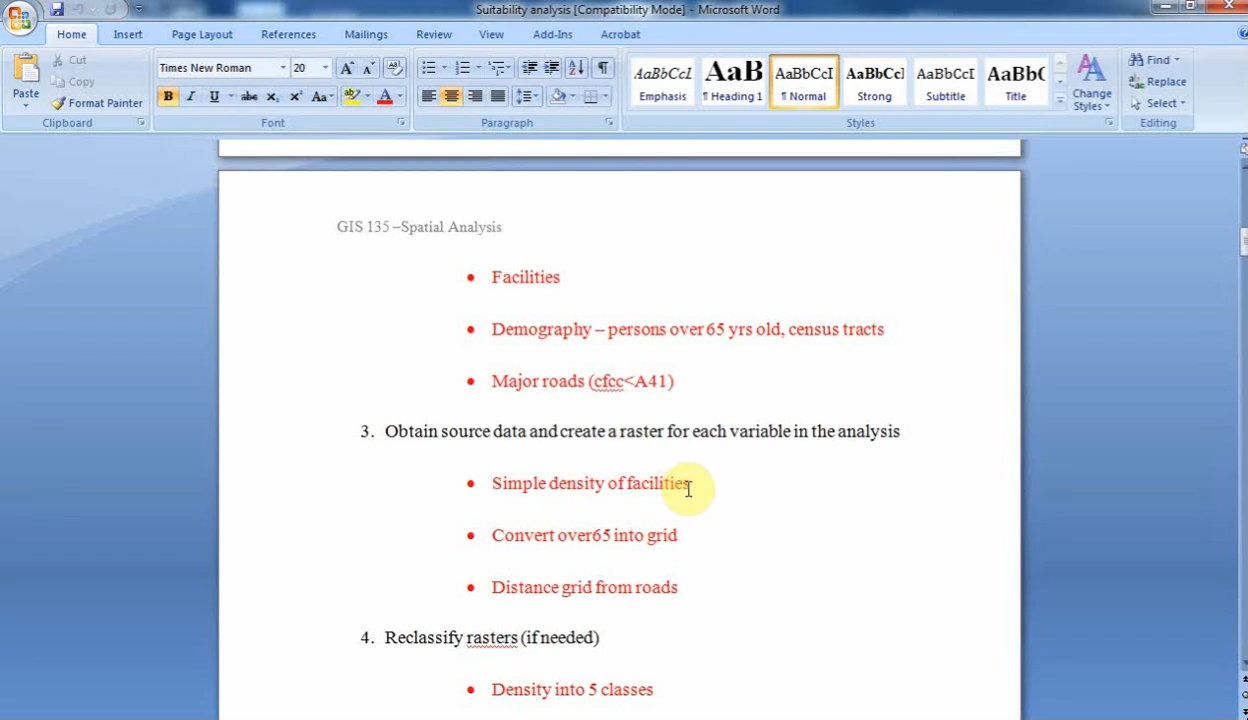 Suitability analysis [Compatibility Mode] - Microsoft Word
Home Insert Page Layout References Mailings Review View Add-Ins Acrobat
Paste
Cut
Copy
Format Painter
Clipboard
Times New Roman 20
B I U abc X₂ X² Aa
Font
Paragraph
AaBbCcI AaB AaBbCcI AaBbCcI AaBbCcI AaBbC
Emphasis ¶ Heading 1 ¶ Normal Strong Subtitle Title
Change Styles
Styles
Find
Replace
Select
Editing
GIS 135 –Spatial Analysis
• Facilities
• Demography – persons over 65 yrs old, census tracts
• Major roads (cfcc<A41)
3. Obtain source data and create a raster for each variable in the analysis
• Simple density of facilities
• Convert over65 into grid
• Distance grid from roads
4. Reclassify rasters (if needed)
• Density into 5 classes